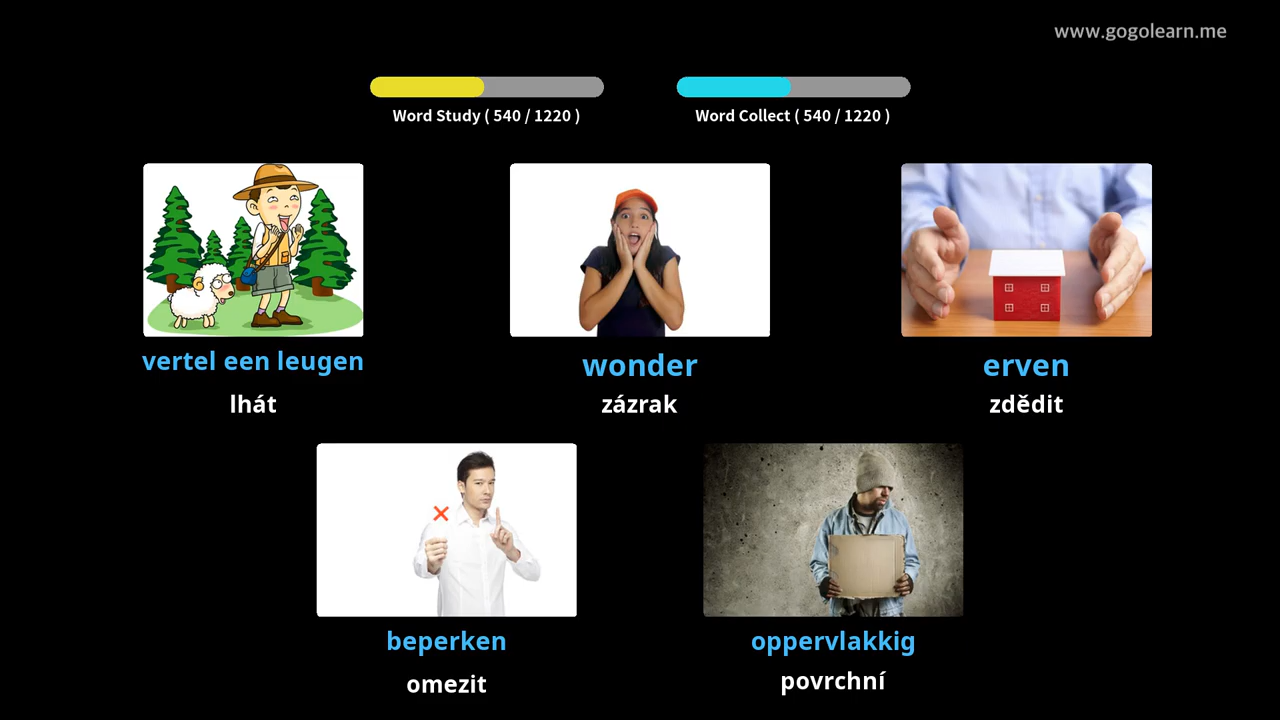 www.gogolearn.me
Word Study ( 540 / 1220 )
Word Collect ( 540 / 1220 )
vertel een leugen
wonder
erven
lhát
zázrak
zdědit
beperken
oppervlakkig
omezit
povrchní